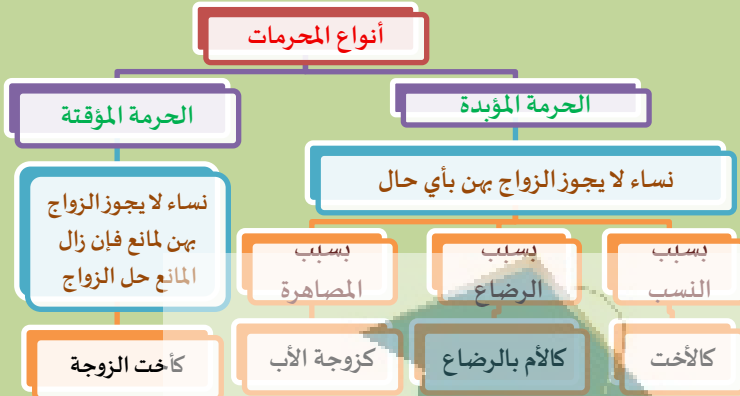 أنواع المحرمات
الحرمة المؤبدة
الحرمة المؤقتة
نساء لا يجوز الزواج بهن بأي حال
نساء لا يجوز الزواج
بهن لمانع فإن زال
المانع حل الزواج
بسبب
النسب
بسبب
الرضاع
بسبب
المصاهرة
كالأخت
كالأم بالرضاع
كزوجة الأب
كأخت الزوجة